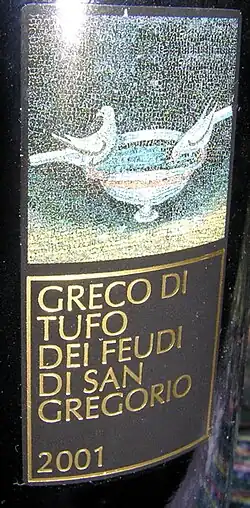 GRECO DI
TUFO
DEI FEUDI
DI SAN
GREGORIO
2001